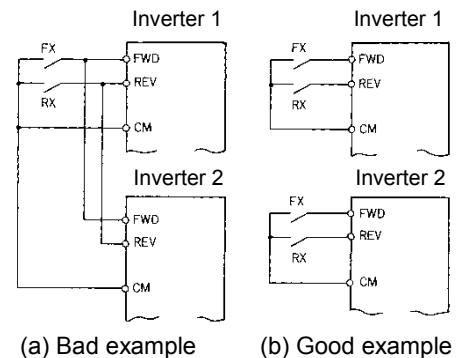 Inverter 1
FX
FWD
REV
RX
CM
Inverter 2
FWD
REV
CM
(a) Bad example
Inverter 1
FX
FWD
REV
RX
CM
Inverter 2
FX
FWD
REV
RX
CM
(b) Good example